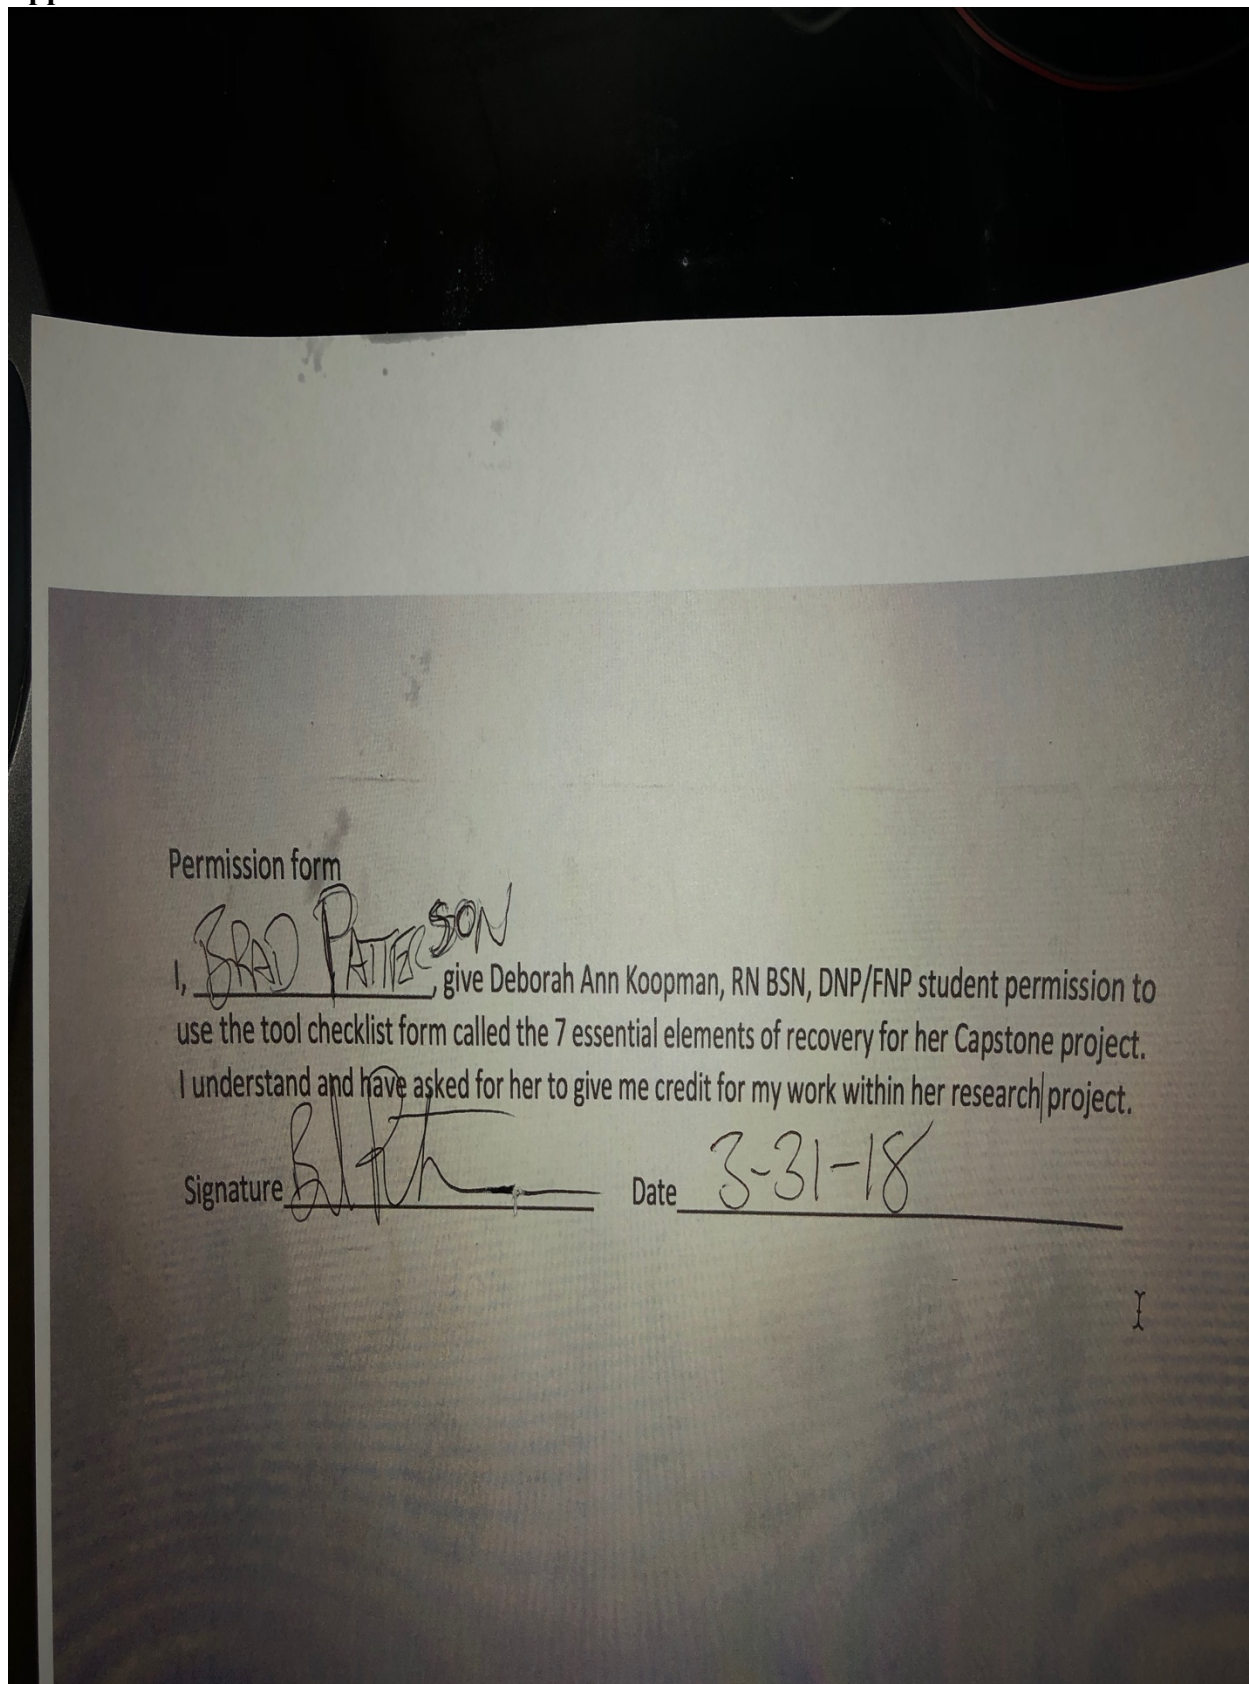 Permission form
I, BRAD PATTERSON, give Deborah Ann Koopman, RN BSN, DNP/FNP student permission to
use the tool checklist form called the 7 essential elements of recovery for her Capstone project.
I understand and have asked for her to give me credit for my work within her research project.
Signature Date 3-31-18